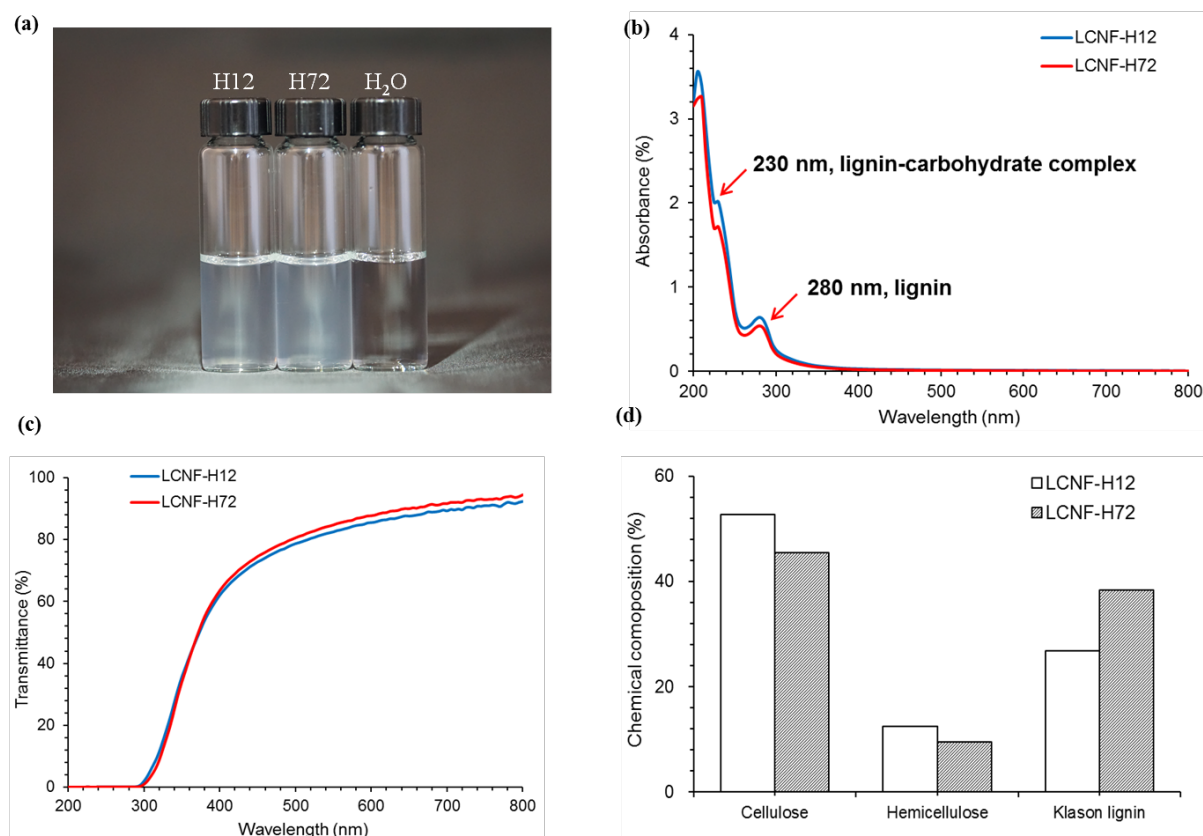 (a)
H12 H72 H₂O
(b)
LCNF-H12
LCNF-H72
230 nm, lignin-carbohydrate complex
280 nm, lignin
Absorbance (%)
4
3
2
1
0
200 300 400 500 600 700 800
Wavelength (nm)
(c)
LCNF-H12
LCNF-H72
Transmittance (%)
100
80
60
40
20
0
200 300 400 500 600 700 800
Wavelength (nm)
(d)
LCNF-H12
LCNF-H72
Chemical comoposition (%)
60
40
20
0
Cellulose Hemicellulose Klason lignin